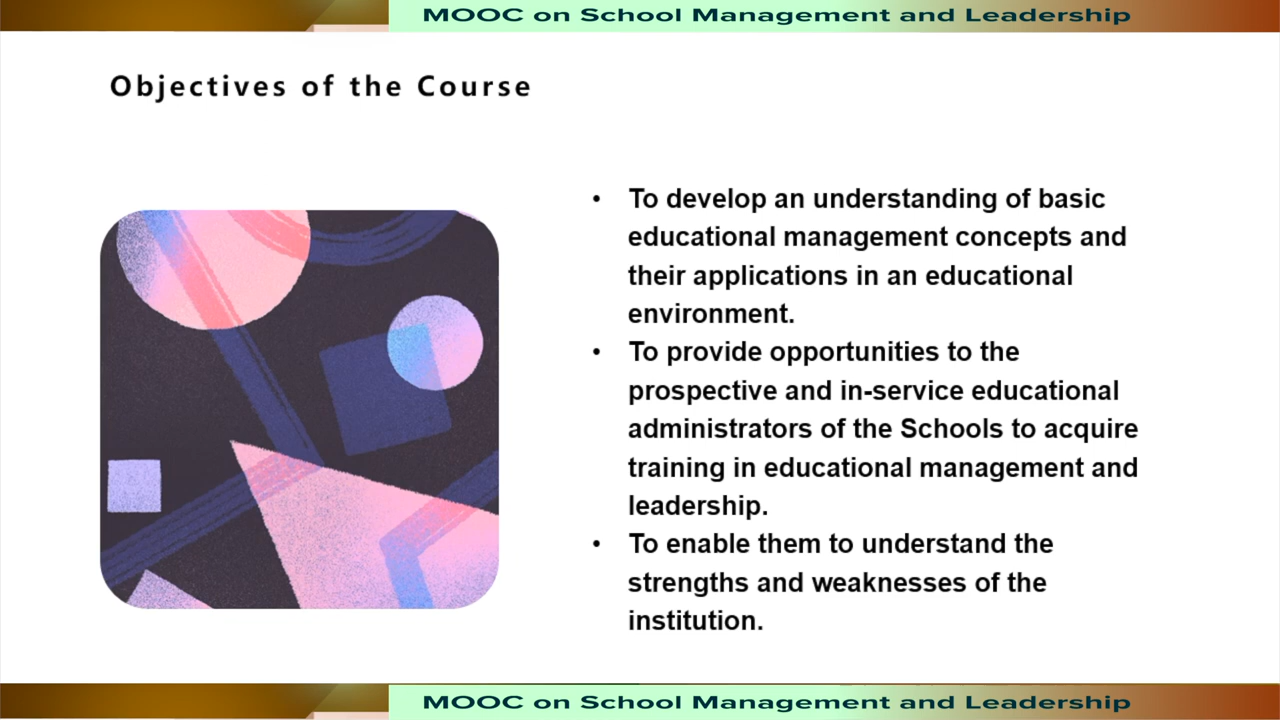 MOOC on School Management and Leadership
Objectives of the Course
• To develop an understanding of basic
educational management concepts and
their applications in an educational
environment.
• To provide opportunities to the
prospective and in-service educational
administrators of the Schools to acquire
training in educational management and
leadership.
• To enable them to understand the
strengths and weaknesses of the
institution.
MOOC on School Management and Leadership